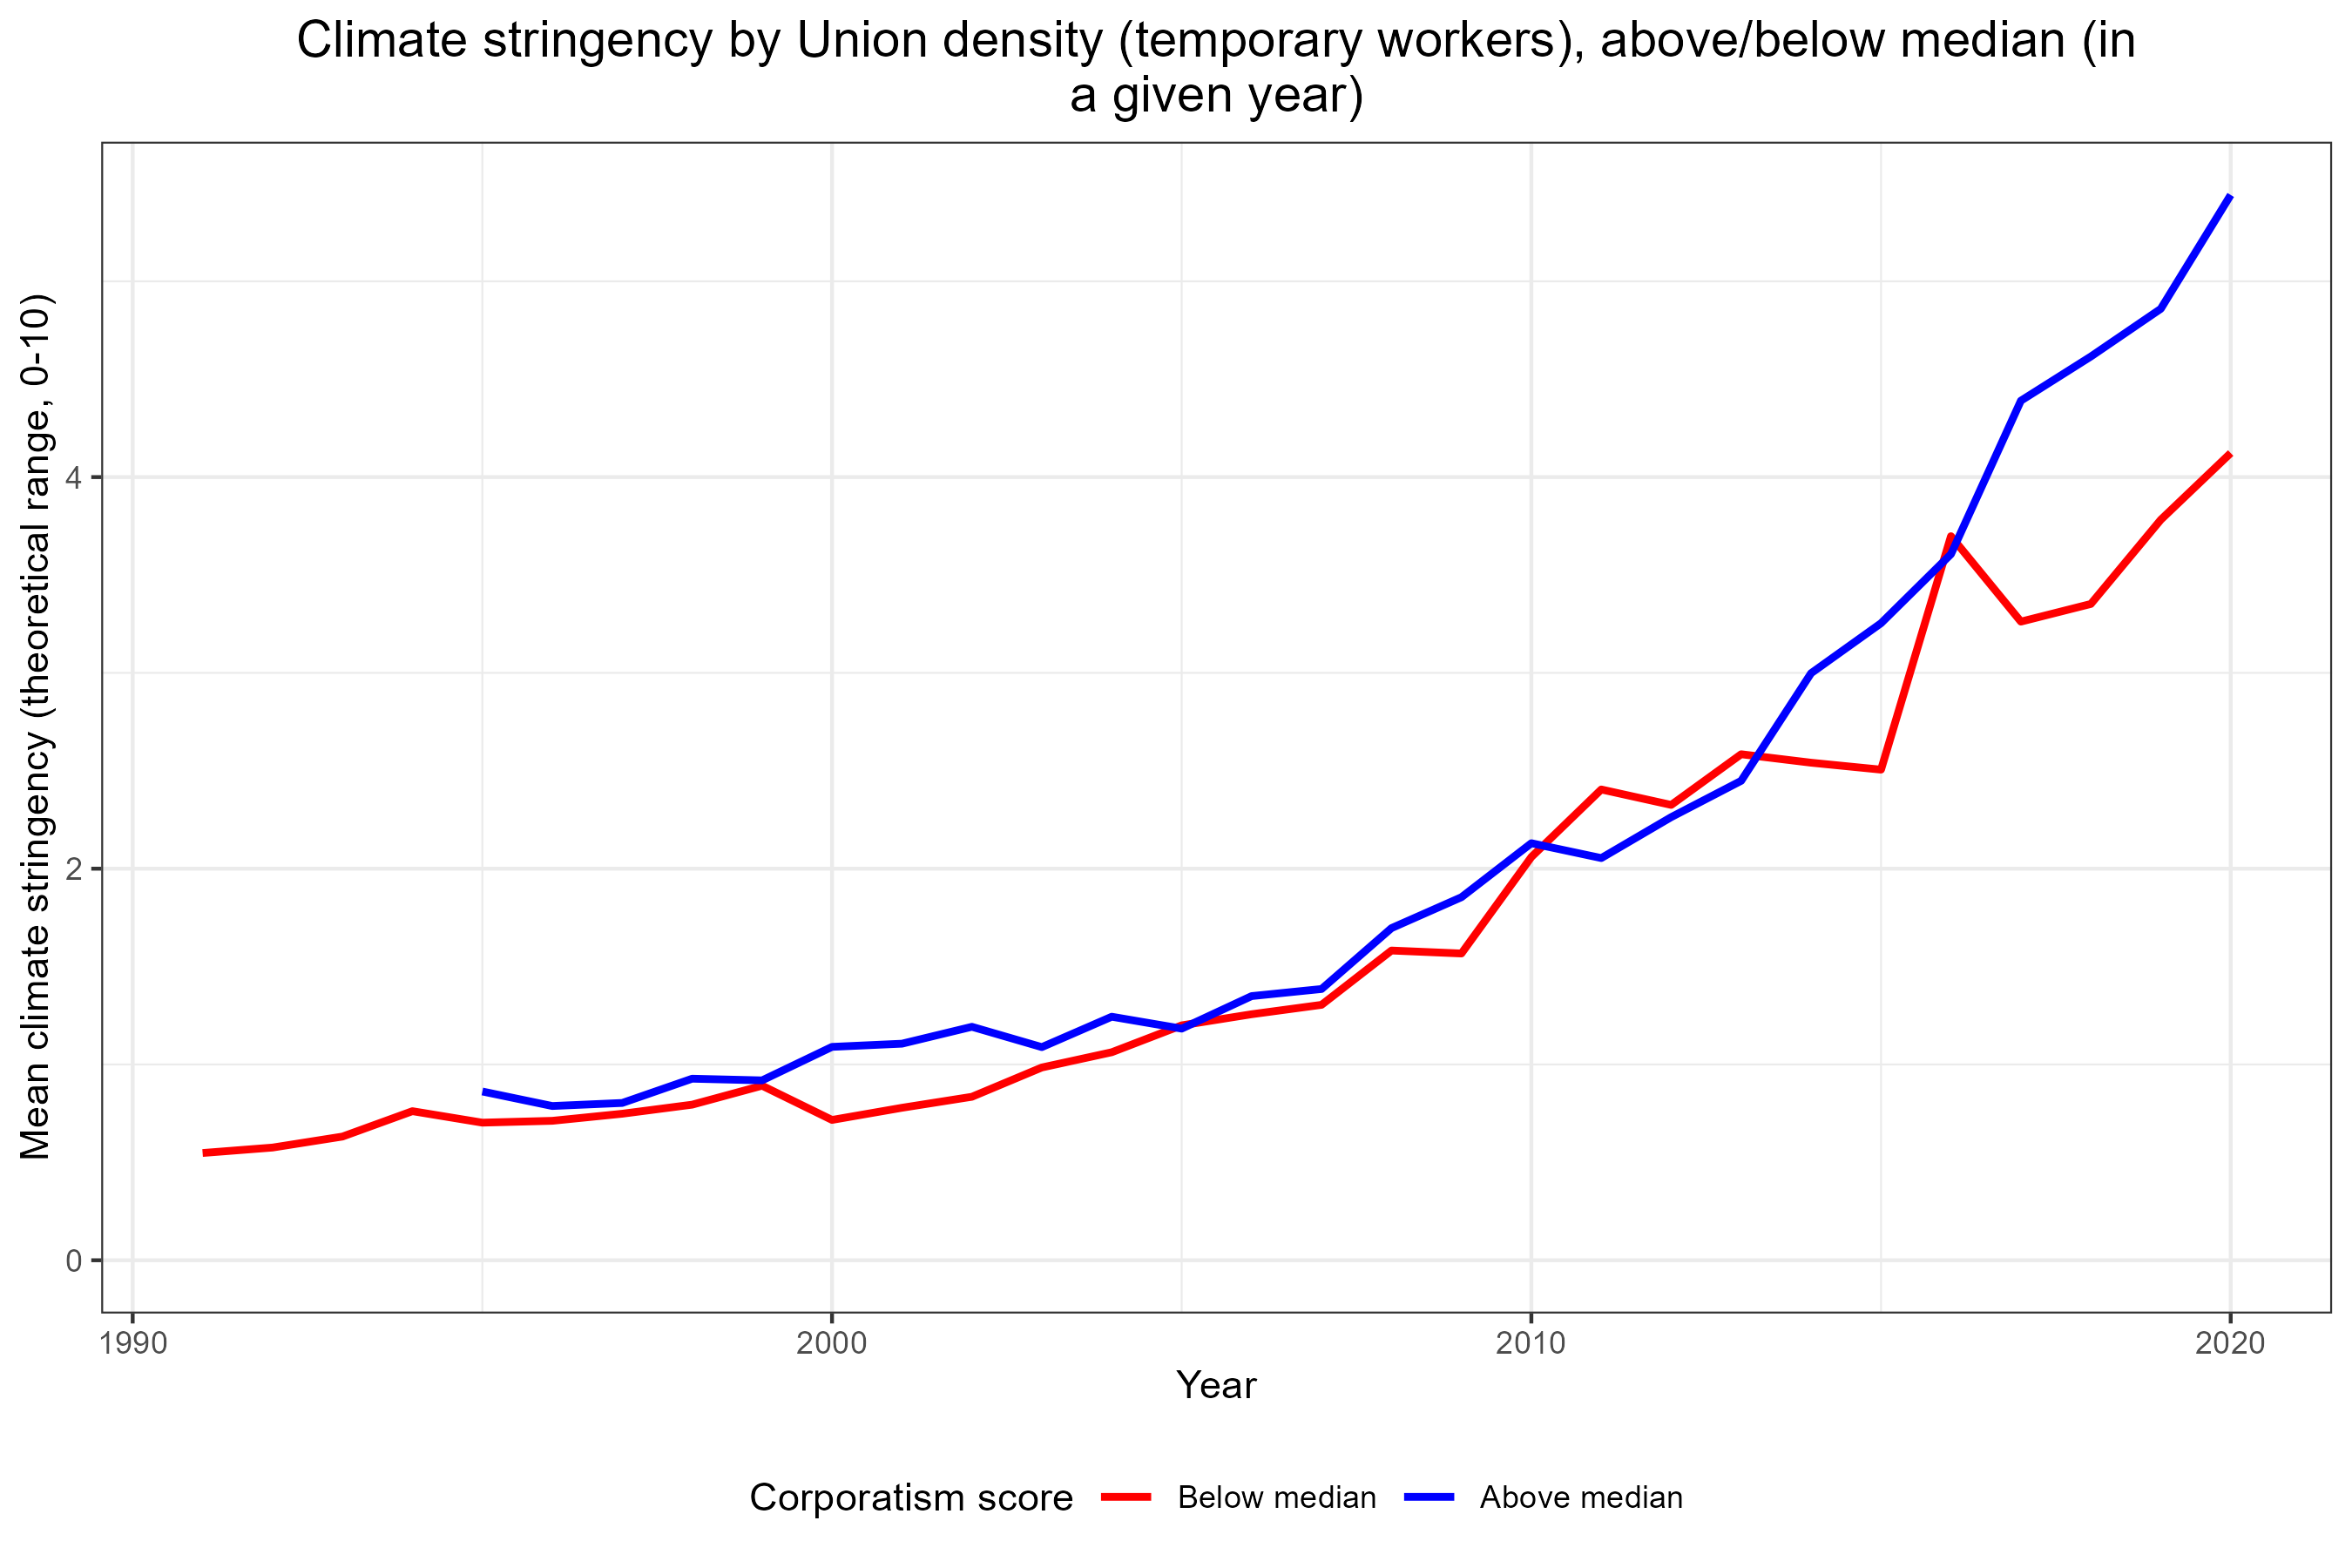 Climate stringency by Union density (temporary workers), above/below median (in
a given year)
Mean climate stringency (theoretical range, 0-10)
4
2
0
1990 2000 2010 2020
Year
Corporatism score Below median Above median